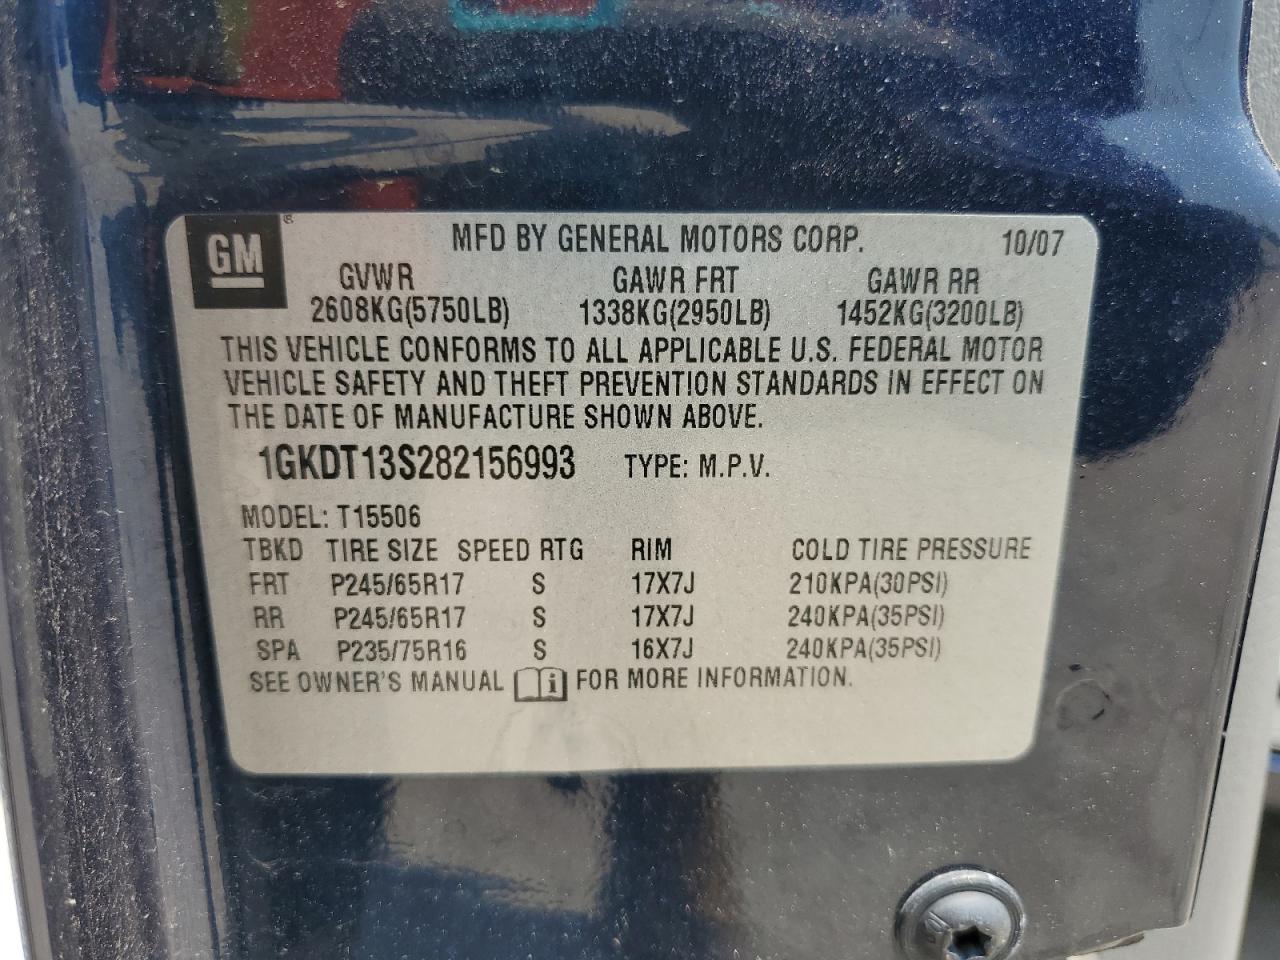 GM ®
MFD BY GENERAL MOTORS CORP. 10/07
GVWR GAWR FRT GAWR RR
2608KG(5750LB) 1338KG(2950LB) 1452KG(3200LB)
THIS VEHICLE CONFORMS TO ALL APPLICABLE U.S. FEDERAL MOTOR
VEHICLE SAFETY AND THEFT PREVENTION STANDARDS IN EFFECT ON
THE DATE OF MANUFACTURE SHOWN ABOVE.
1GKDT13S282156993 TYPE: M.P.V.
MODEL: T15506
TBKD TIRE SIZE SPEED RTG RIM COLD TIRE PRESSURE
FRT P245/65R17 S 17X7J 210KPA(30PSI)
RR P245/65R17 S 17X7J 240KPA(35PSI)
SPA P235/75R16 S 16X7J 240KPA(35PSI)
SEE OWNER'S MANUAL i FOR MORE INFORMATION.